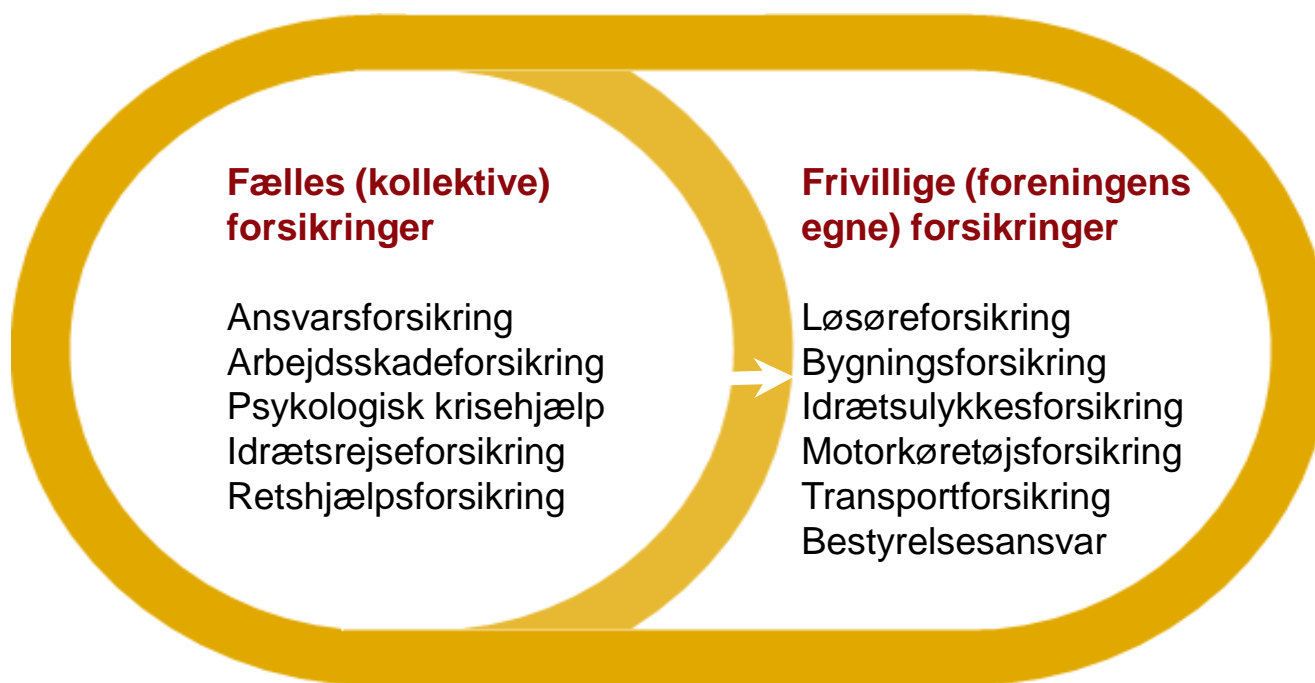 Fælles (kollektive)
forsikringer
Ansvarsforsikring
Arbejdsskadeforsikring
Psykologisk krisehjælp
Idrætsrejseforsikring
Retshjælpsforsikring
Frivillige (foreningens
egne) forsikringer
Løsøreforsikring
Bygningsforsikring
Idrætsulykkesforsikring
Motorkøretøjsforsikring
Transportforsikring
Bestyrelsesansvar